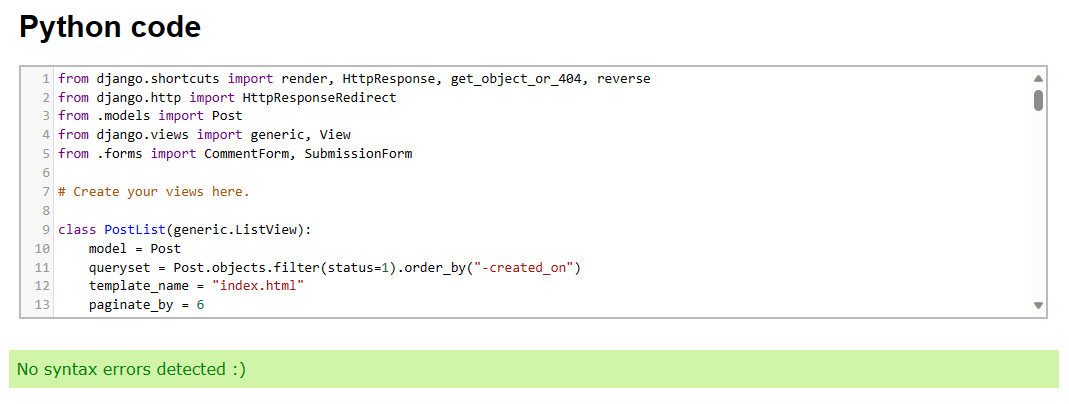 Python code
1 from django.shortcuts import render, HttpResponse, get_object_or_404, reverse
2 from django.http import HttpResponseRedirect
3 from .models import Post
4 from django.views import generic, View
5 from .forms import CommentForm, SubmissionForm
6
7 # Create your views here.
8
9 class PostList(generic.ListView):
10     model = Post
11     queryset = Post.objects.filter(status=1).order_by("-created_on")
12     template_name = "index.html"
13     paginate_by = 6
No syntax errors detected :)